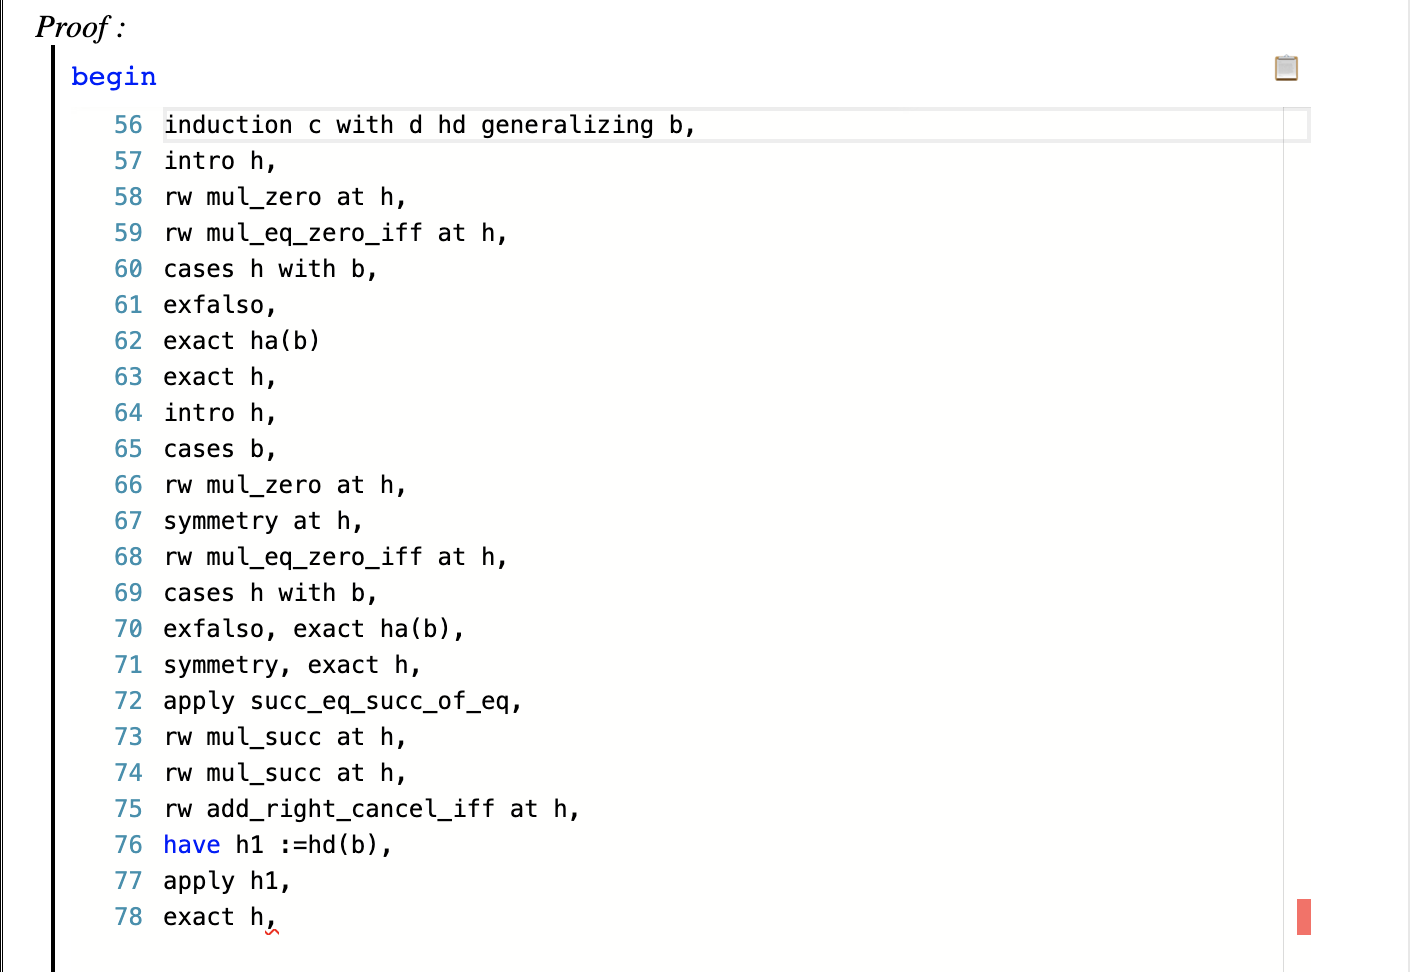 Proof :
begin
56 induction c with d hd generalizing b,
57 intro h,
58 rw mul_zero at h,
59 rw mul_eq_zero_iff at h,
60 cases h with b,
61 exfalso,
62 exact ha(b)
63 exact h,
64 intro h,
65 cases b,
66 rw mul_zero at h,
67 symmetry at h,
68 rw mul_eq_zero_iff at h,
69 cases h with b,
70 exfalso, exact ha(b),
71 symmetry, exact h,
72 apply succ_eq_succ_of_eq,
73 rw mul_succ at h,
74 rw mul_succ at h,
75 rw add_right_cancel_iff at h,
76 have h1 :=hd(b),
77 apply h1,
78 exact h,